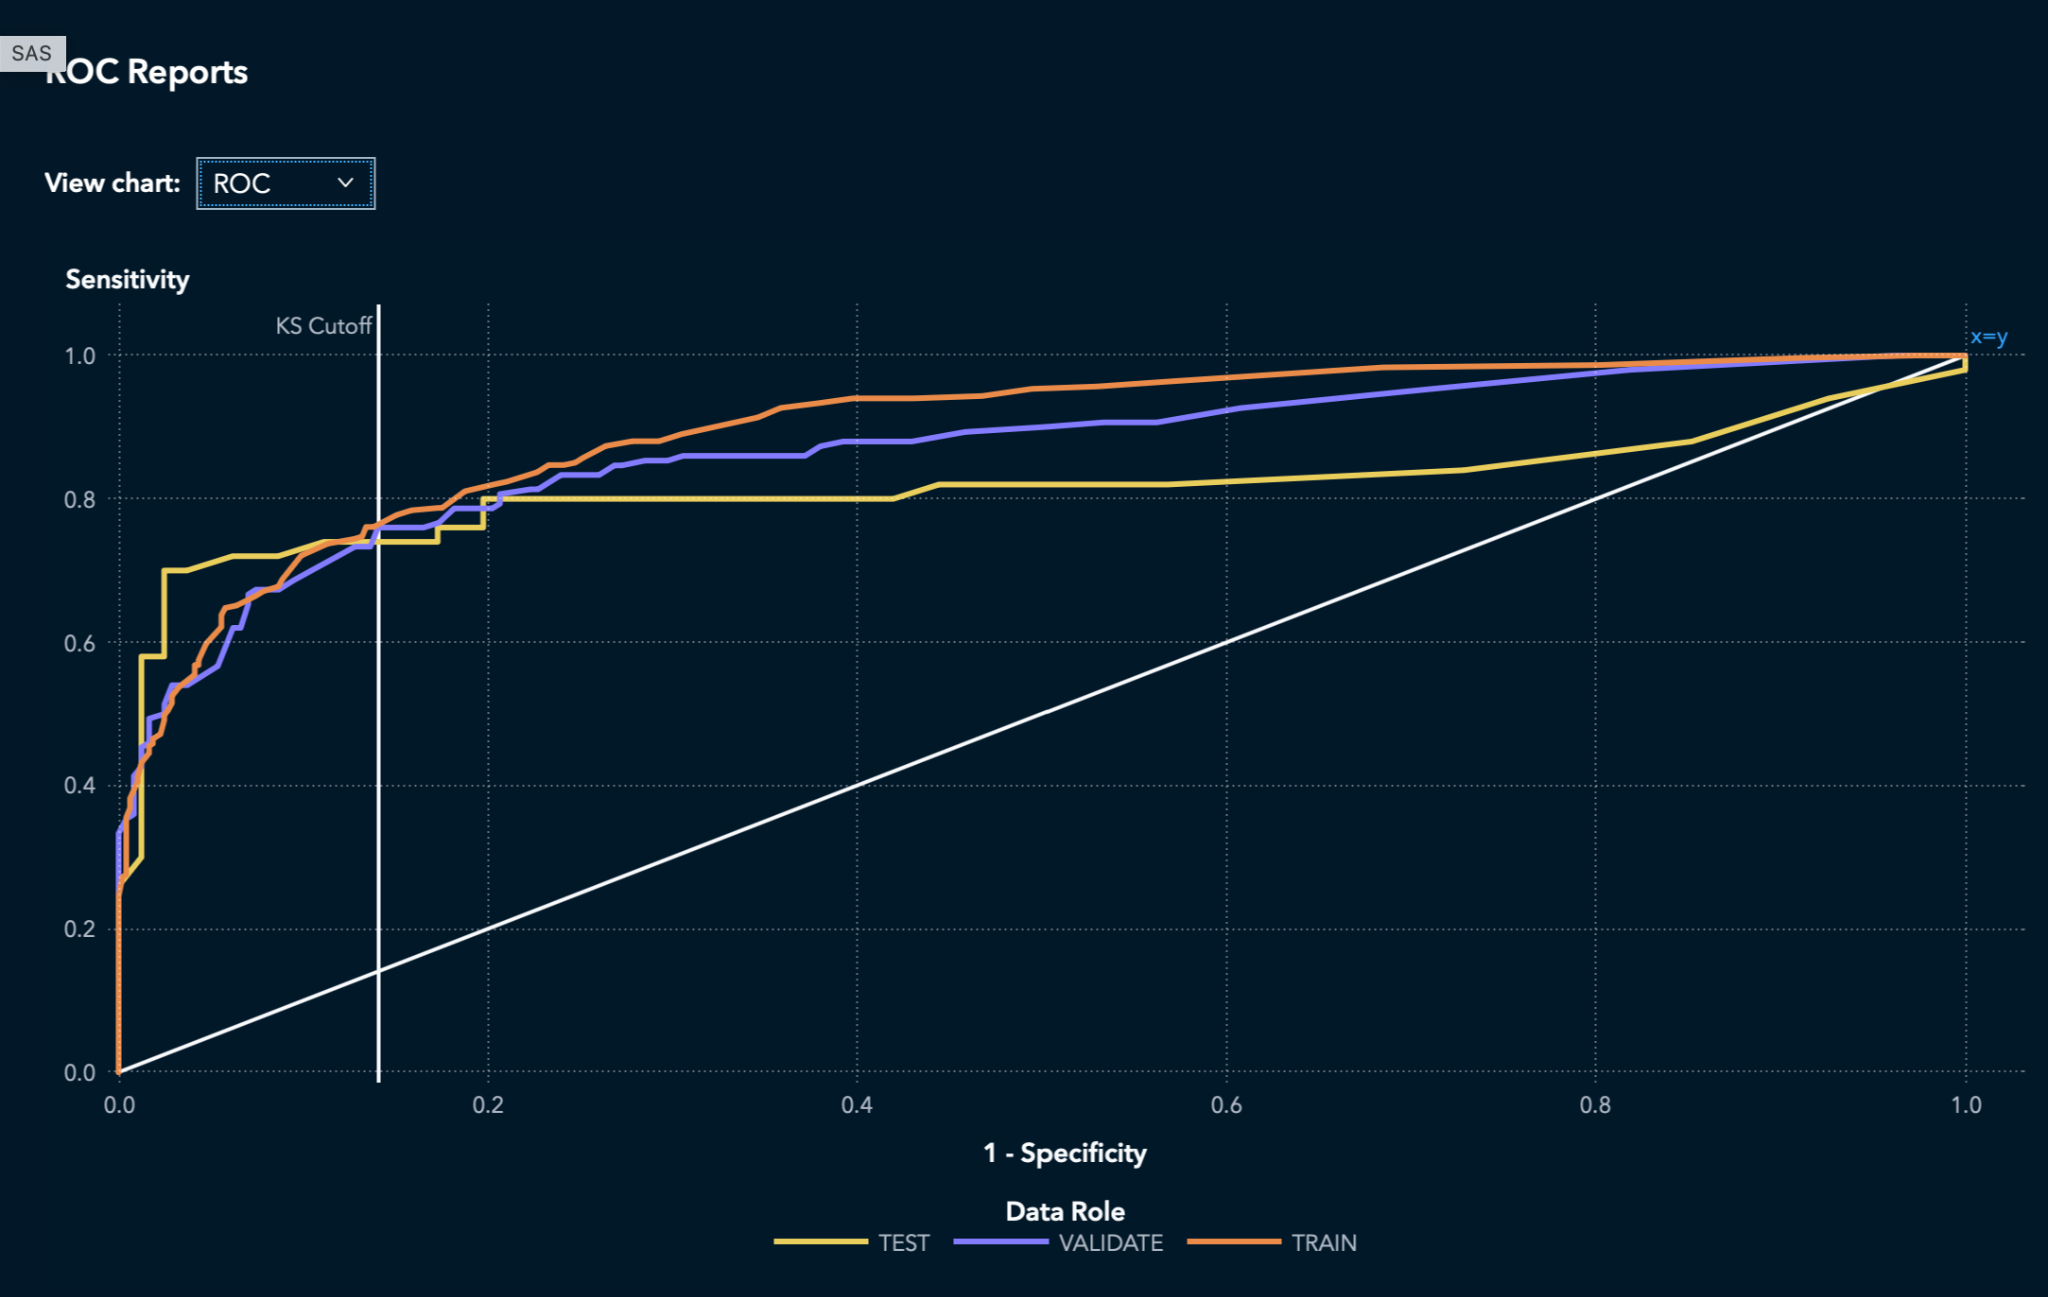 SAS
ROC Reports
View chart: ROC
Sensitivity
KS Cutoff
x=y
1.0
0.8
0.6
0.4
0.2
0.0
0.0 0.2 0.4 0.6 0.8 1.0
1 - Specificity
Data Role
TEST VALIDATE TRAIN